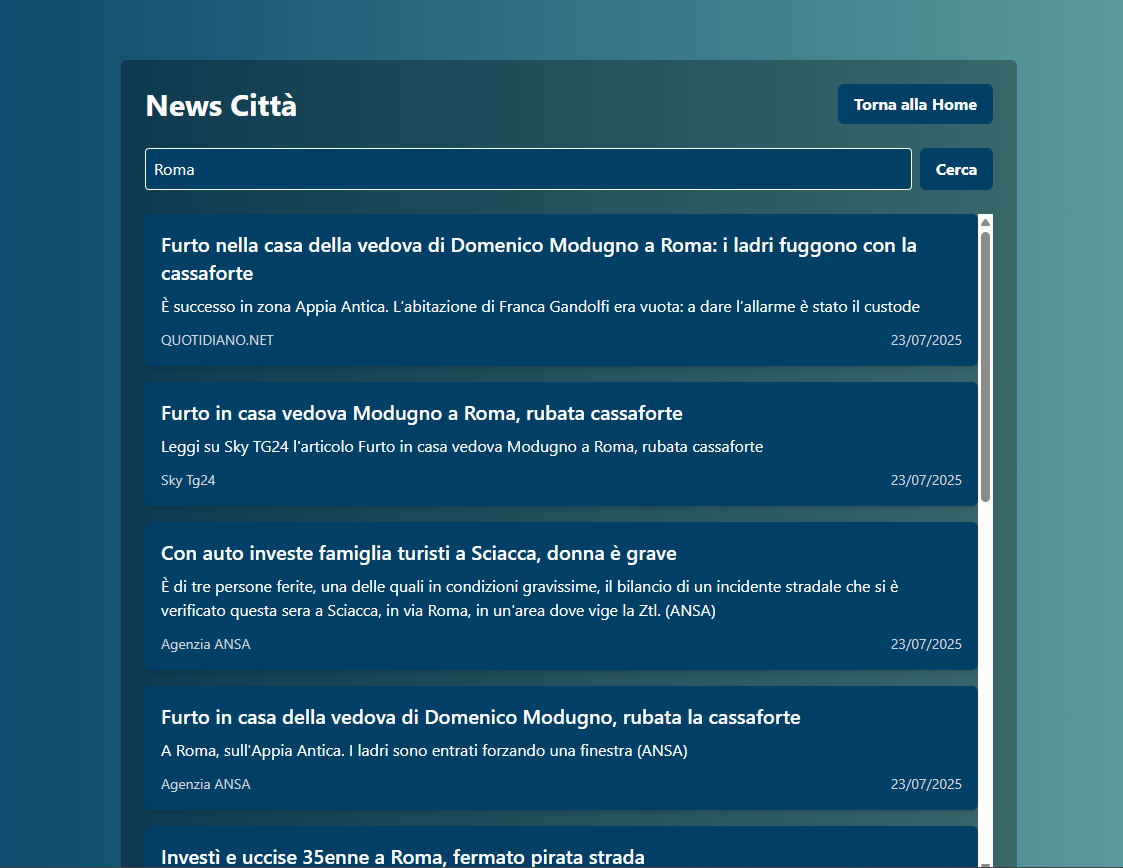 News Città
Torna alla Home
Roma
Cerca
Furto nella casa della vedova di Domenico Modugno a Roma: i ladri fuggono con la
cassaforte
È successo in zona Appia Antica. L’abitazione di Franca Gandolfi era vuota: a dare l’allarme è stato il custode
QUOTIDIANO.NET
23/07/2025
Furto in casa vedova Modugno a Roma, rubata cassaforte
Leggi su Sky TG24 l'articolo Furto in casa vedova Modugno a Roma, rubata cassaforte
Sky Tg24
23/07/2025
Con auto investe famiglia turisti a Sciacca, donna è grave
È di tre persone ferite, una delle quali in condizioni gravissime, il bilancio di un incidente stradale che si è
verificato questa sera a Sciacca, in via Roma, in un'area dove vige la Ztl. (ANSA)
Agenzia ANSA
23/07/2025
Furto in casa della vedova di Domenico Modugno, rubata la cassaforte
A Roma, sull'Appia Antica. I ladri sono entrati forzando una finestra (ANSA)
Agenzia ANSA
23/07/2025
Investì e uccise 35enne a Roma, fermato pirata strada